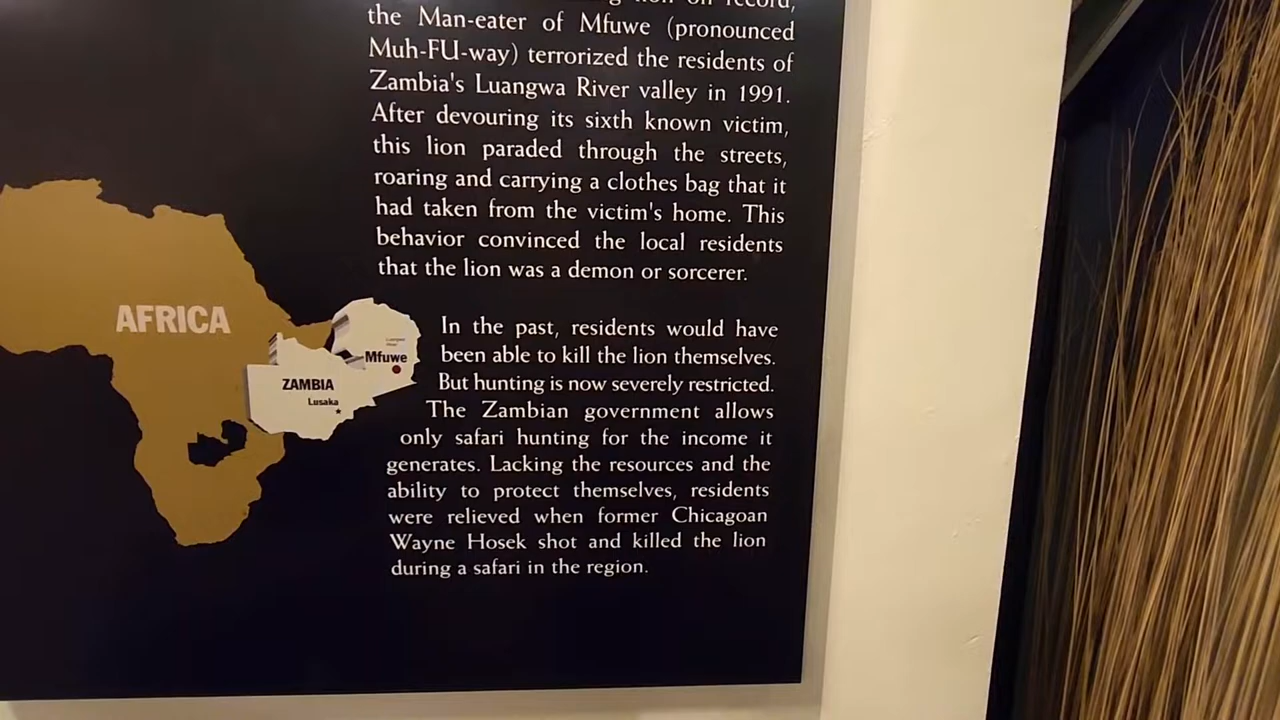 on record,
the Man-eater of Mfuwe (pronounced
Muh-FU-way) terrorized the residents of
Zambia's Luangwa River valley in 1991.
After devouring its sixth known victim,
this lion paraded through the streets,
roaring and carrying a clothes bag that it
had taken from the victim's home. This
behavior convinced the local residents
that the lion was a demon or sorcerer.
In the past, residents would have
been able to kill the lion themselves.
But hunting is now severely restricted.
The Zambian government allows
only safari hunting for the income it
generates. Lacking the resources and the
ability to protect themselves, residents
were relieved when former Chicagoan
Wayne Hosek shot and killed the lion
during a safari in the region.
AFRICA
Mfuwe
ZAMBIA
Lusaka